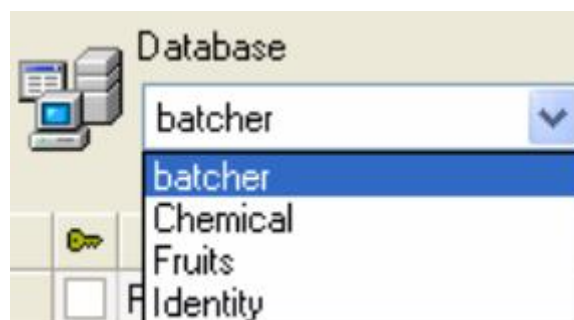 Database
batcher
batcher
Chemical
Fruits
Identity